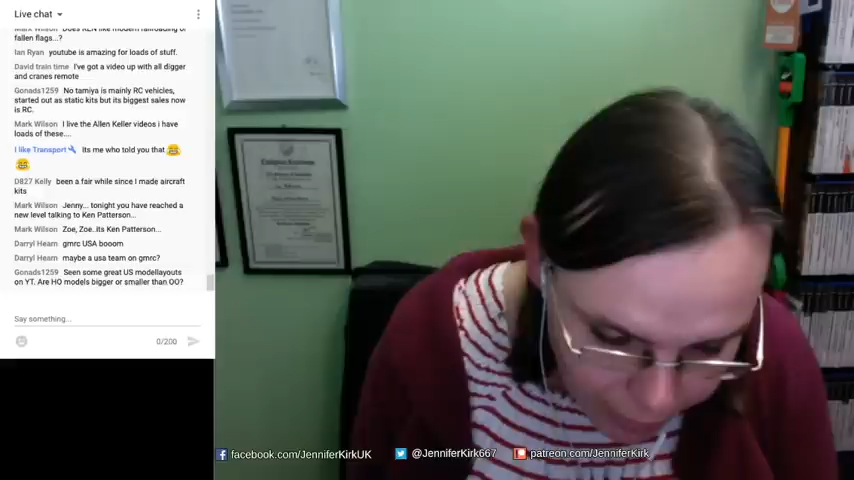 Live chat
Mark Wilson Does KEN like modern railroading or
fallen flags...?
Ian Ryan youtube is amazing for loads of stuff.
David train time I've got a video up with all digger
and cranes remote
Gonads1259 No tamiya is mainly RC vehicles,
started out as static kits but its biggest sales now
is RC.
Mark Wilson I live the Allen Keller videos i have
loads of these....
I like Transport Its me who told you that 😂
😂
D827 Kelly been a fair while since I made aircraft
kits
Mark Wilson Jenny... tonight you have reached a
new level talking to Ken Patterson...
Mark Wilson Zoe, Zoe..its Ken Patterson...
Darryl Hearn gmrc USA booom
Darryl Hearn maybe a usa team on gmrc?
Gonads1259 Seen some great US modellayouts
on YT. Are HO models bigger or smaller than OO?
Say something...
0/200
facebook.com/JenniferKirkUK
@JenniferKirk667
patreon.com/JenniferKirk